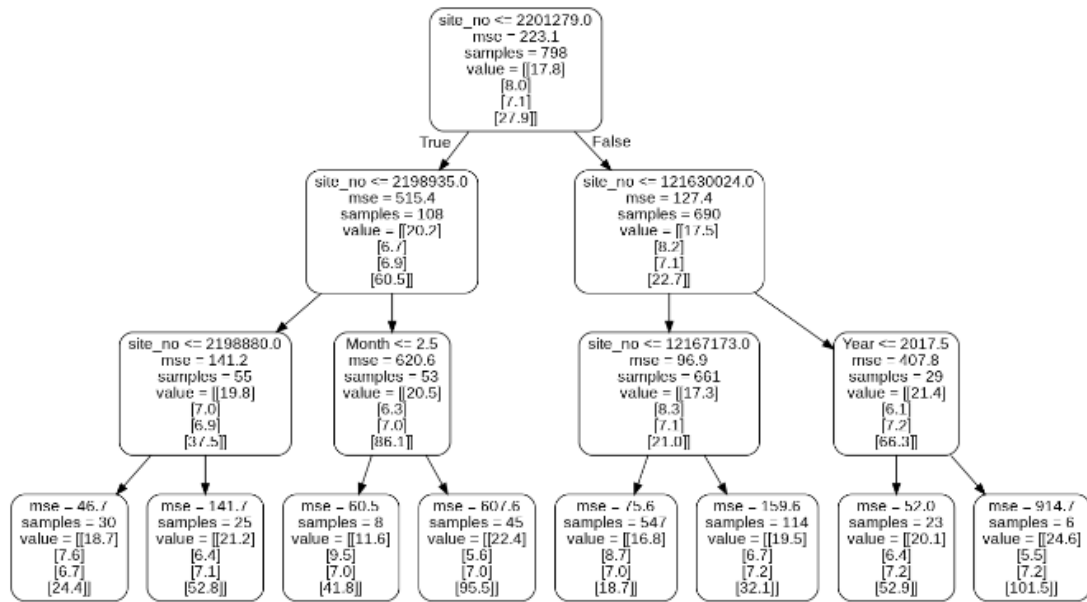 site_no <= 2201279.0
mse = 223.1
samples = 798
value = [[17.8]
[8.0]
[7.1]
[27.9]]
True
False
site_no <= 2198935.0
mse = 515.4
samples = 108
value = [[20.2]
[6.7]
[6.9]
[60.5]]
site_no <= 121630024.0
mse = 127.4
samples = 690
value = [[17.5]
[8.2]
[7.1]
[22.7]]
site_no <= 2198880.0
mse = 141.2
samples = 55
value = [[19.8]
[7.0]
[6.9]
[37.5]]
Month <= 2.5
mse = 620.6
samples = 53
value = [[20.5]
[6.3]
[7.0]
[86.1]]
site_no <= 12167173.0
mse = 96.9
samples = 661
value = [[17.3]
[8.3]
[7.1]
[21.0]]
Year <= 2017.5
mse = 407.8
samples = 29
value = [[21.4]
[6.1]
[7.2]
[66.3]]
mse = 46.7
samples = 30
value = [[18.7]
[7.6]
[6.7]
[24.4]]
mse = 141.7
samples = 25
value = [[21.2]
[6.4]
[7.1]
[52.8]]
mse = 60.5
samples = 8
value = [[11.6]
[9.5]
[7.0]
[41.8]]
mse = 607.6
samples = 45
value = [[22.4]
[5.6]
[7.0]
[95.5]]
mse = 75.6
samples = 547
value = [[16.8]
[8.7]
[7.0]
[18.7]]
mse = 159.6
samples = 114
value = [[19.5]
[6.7]
[7.2]
[32.1]]
mse = 52.0
samples = 23
value = [[20.1]
[6.4]
[7.2]
[52.9]]
mse = 914.7
samples = 6
value = [[24.6]
[5.5]
[7.2]
[101.5]]